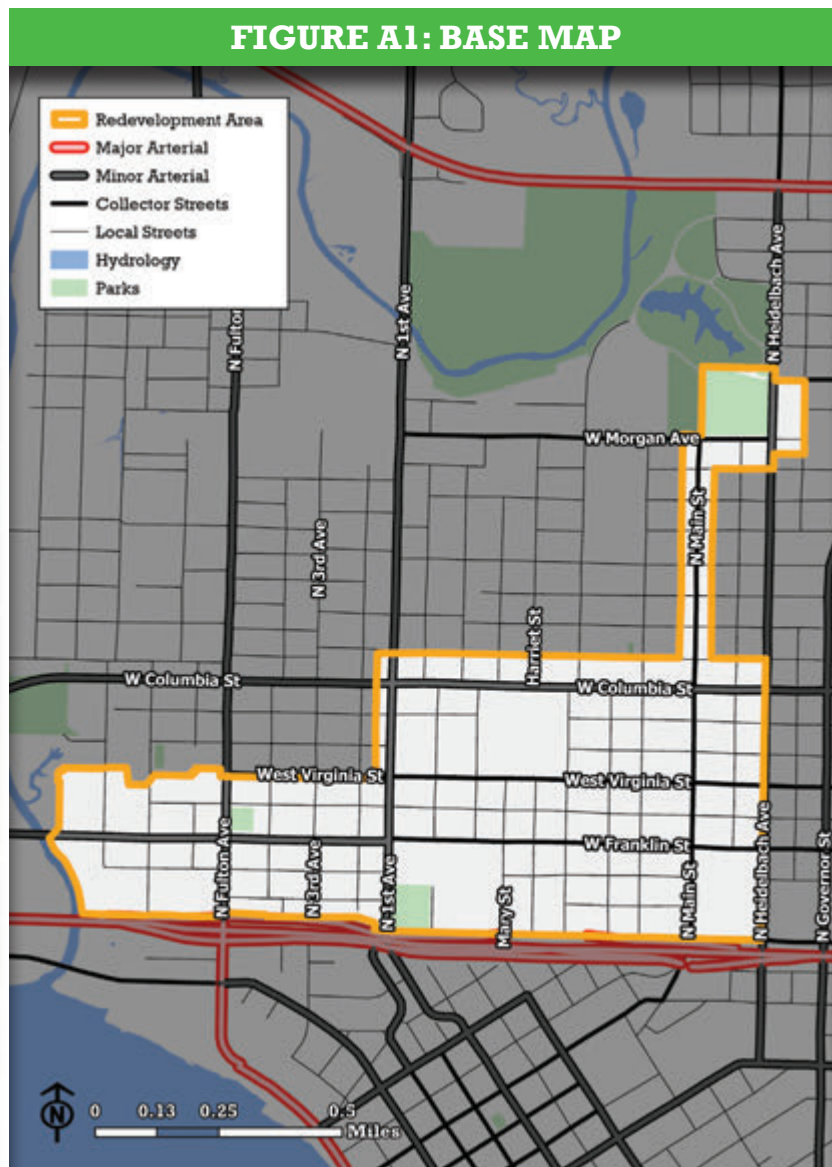 FIGURE A1: BASE MAP
Redevelopment Area
Major Arterial
Minor Arterial
Collector Streets
Local Streets
Hydrology
Parks
N Fulton
N 1st Ave
N Heidelbach Ave
W Morgan Ave
N Main St
N 3rd Ave
Harriet St
W Columbia St
W Columbia St
West Virginia St
West Virginia St
W Franklin St
N Fulton Ave
N 3rd Ave
N 1st Ave
Mary St
N Main St
N Heidelbach Ave
N Governor St
N
0 0.13 0.25 0.5
Miles